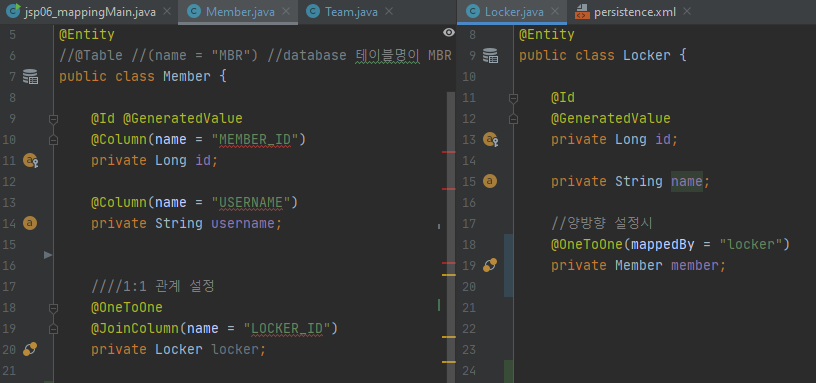 jsp06_mappingMain.java
Member.java
Team.java
5 @Entity
6 //@Table //(name = "MBR") //database 테이블명이 MBR
7 public class Member {
8
9 @Id @GeneratedValue
10 @Column(name = "MEMBER_ID")
11 private Long id;
12
13 @Column(name = "USERNAME")
14 private String username;
15
16
17 ////1:1 관계 설정
18 @OneToOne
19 @JoinColumn(name = "LOCKER_ID")
20 private Locker locker;
21
Locker.java
persistence.xml
8 @Entity
9 public class Locker {
10
11 @Id
12 @GeneratedValue
13 private Long id;
14
15 private String name;
16
17 //양방향 설정시
18 @OneToOne(mappedBy = "locker")
19 private Member member;
20
21
22
23
24